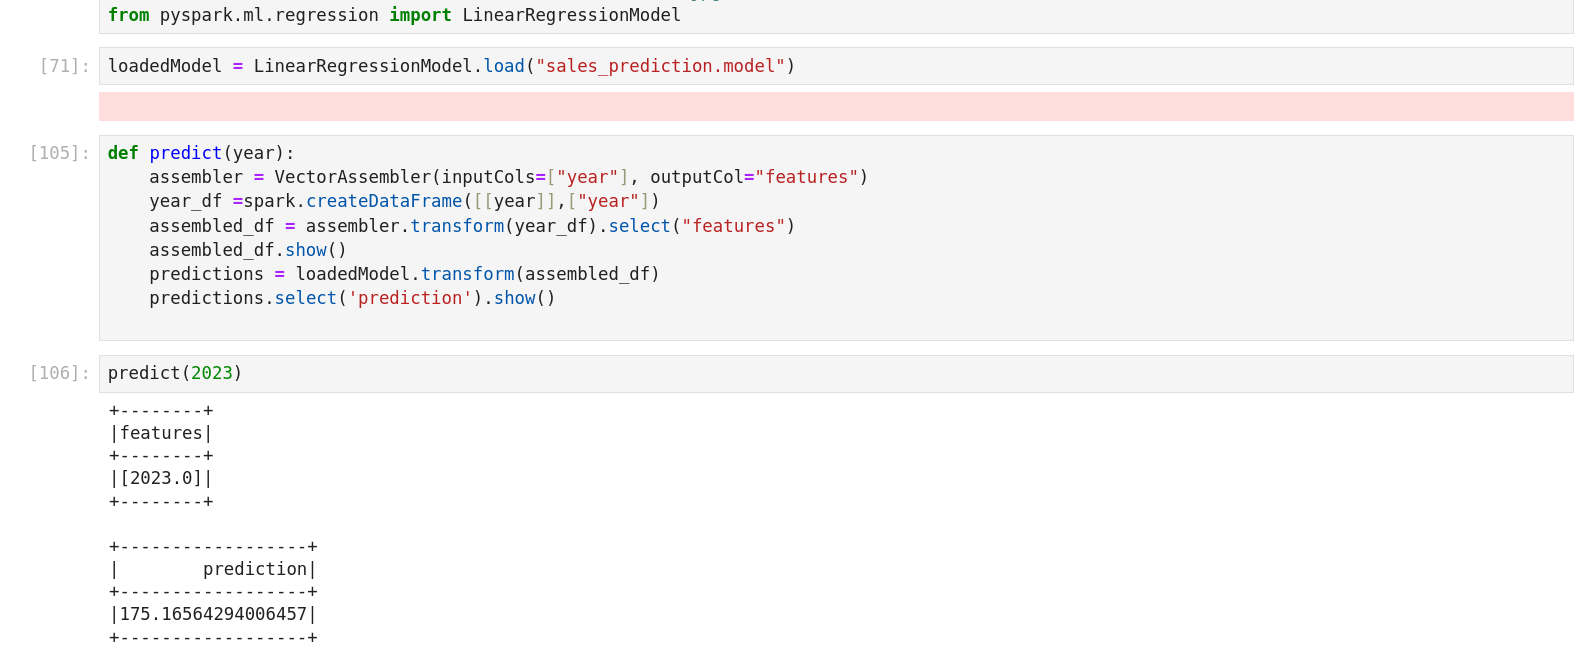 from pyspark.ml.regression import LinearRegressionModel
[71]: loadedModel = LinearRegressionModel.load("sales_prediction.model")
[105]: def predict(year):
    assembler = VectorAssembler(inputCols=["year"], outputCol="features")
    year_df =spark.createDataFrame([[year]],["year"])
    assembled_df = assembler.transform(year_df).select("features")
    assembled_df.show()
    predictions = loadedModel.transform(assembled_df)
    predictions.select('prediction').show()
[106]: predict(2023)
+--------+
|features|
+--------+
|[2023.0]|
+--------+
+------------------+
|        prediction|
+------------------+
|175.16564294006457|
+------------------+